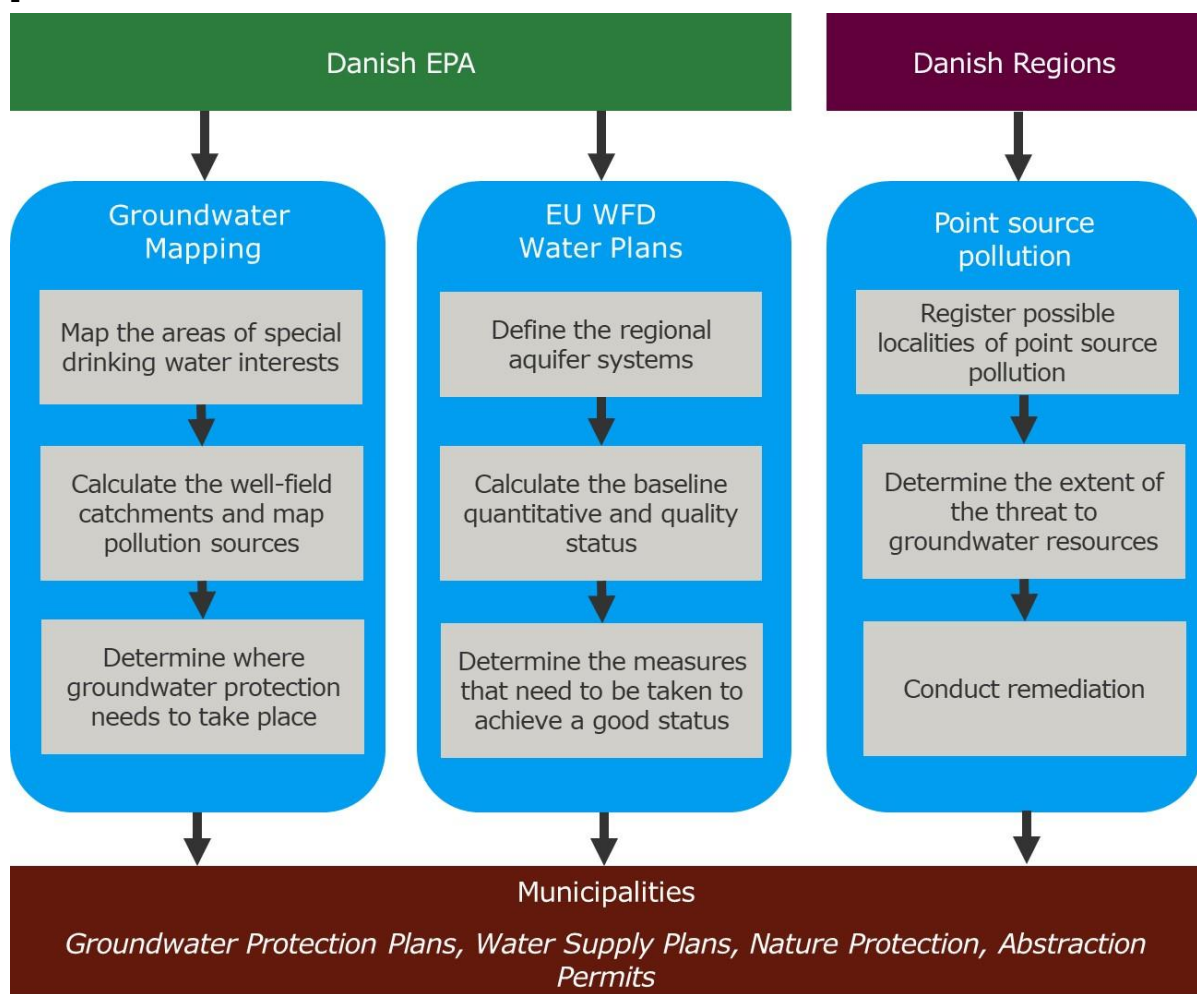 Danish EPA
Danish Regions
Groundwater
Mapping
Map the areas of special
drinking water interests
Calculate the well-field
catchments and map
pollution sources
Determine where
groundwater protection
needs to take place
EU WFD
Water Plans
Define the regional
aquifer systems
Calculate the baseline
quantitative and quality
status
Determine the measures
that need to be taken to
achieve a good status
Point source
pollution
Register possible
localities of point source
pollution
Determine the extent of
the threat to
groundwater resources
Conduct remediation
Municipalities
Groundwater Protection Plans, Water Supply Plans, Nature Protection, Abstraction
Permits